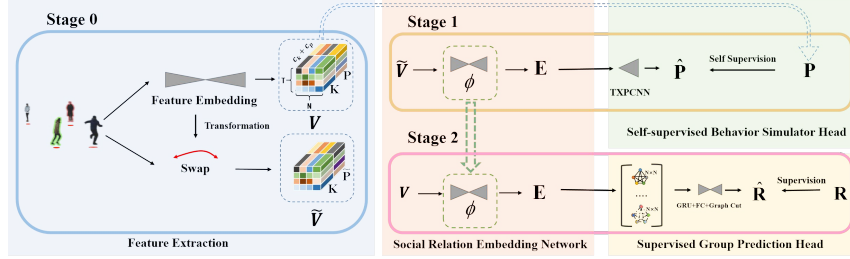 Stage 0
Feature Embedding
Transformation
Swap
T
N
K
P
V
K
P
Ṽ
Feature Extraction
Stage 1
Ṽ
ϕ
E
TXPCNN
P̂
Self Supervision
P
Self-supervised Behavior Simulator Head
Stage 2
V
ϕ
E
N×N
....
N×N
GRU+FC+Graph Cut
R̂
Supervision
R
Social Relation Embedding Network
Supervised Group Prediction Head